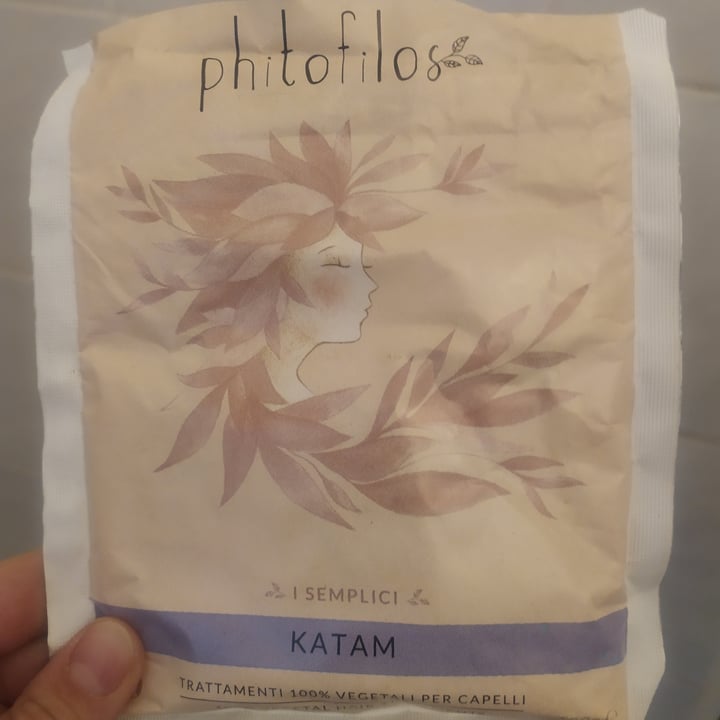 phitofilos
I SEMPLICI
KATAM
TRATTAMENTI 100% VEGETALI PER CAPELLI